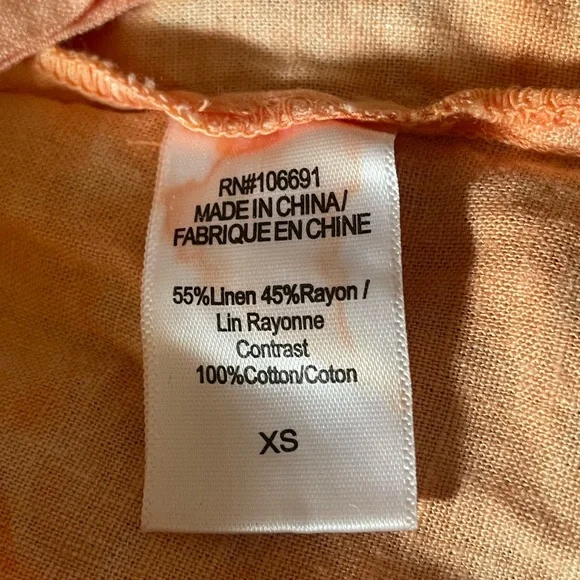 RN#106691
MADE IN CHINA/
FABRIQUE EN CHINE
55%Linen 45%Rayon /
Lin Rayonne
Contrast
100%Cotton/Coton
XS